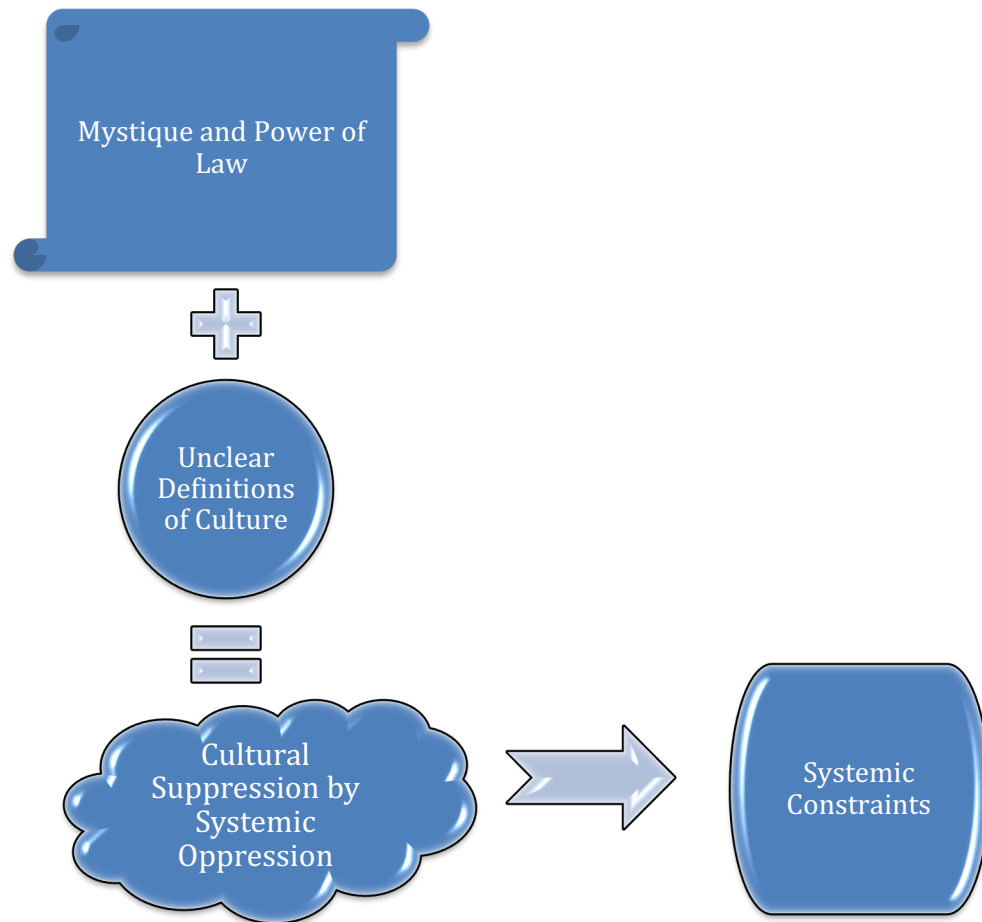 Mystique and Power of
Law
Unclear
Definitions
of Culture
Cultural
Suppression by
Systemic
Oppression
Systemic
Constraints